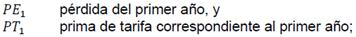 PE₁ pérdida del primer año, y
PT₁ prima de tarifa correspondiente al primer año;